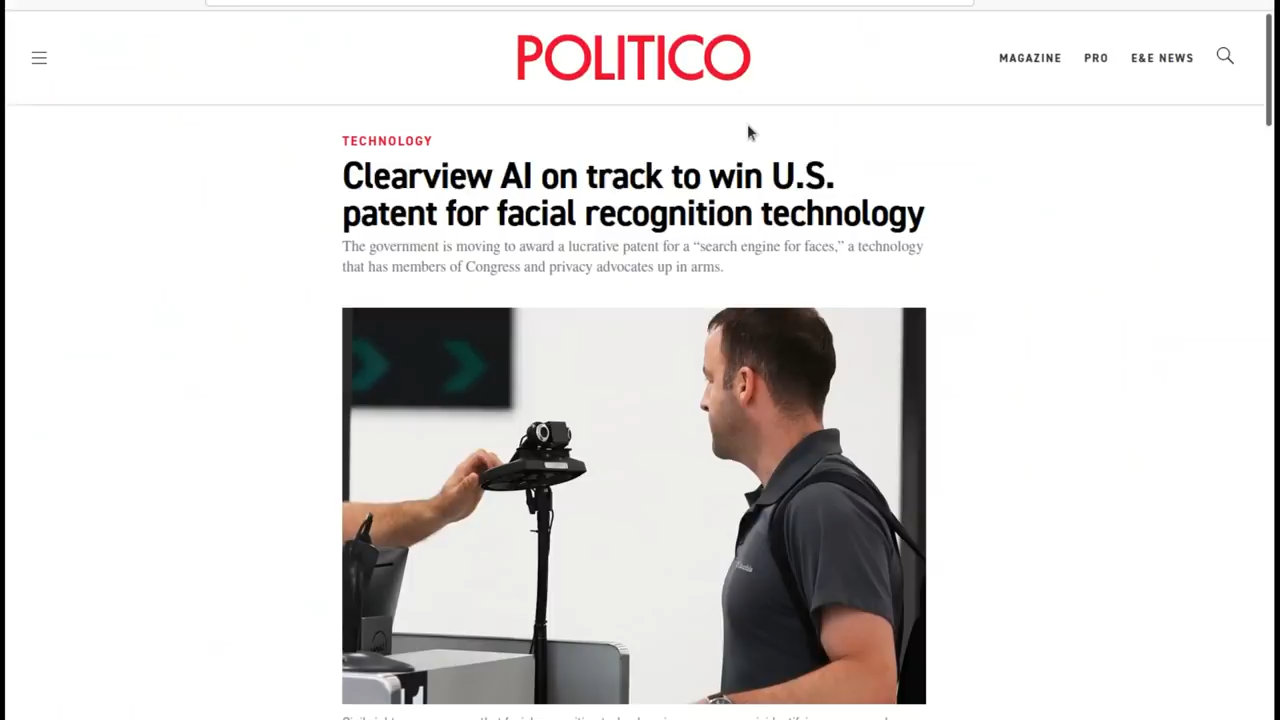 POLITICO
MAGAZINE PRO E&E NEWS
TECHNOLOGY
Clearview AI on track to win U.S.
patent for facial recognition technology
The government is moving to award a lucrative patent for a “search engine for faces,” a technology
that has members of Congress and privacy advocates up in arms.
Columbia